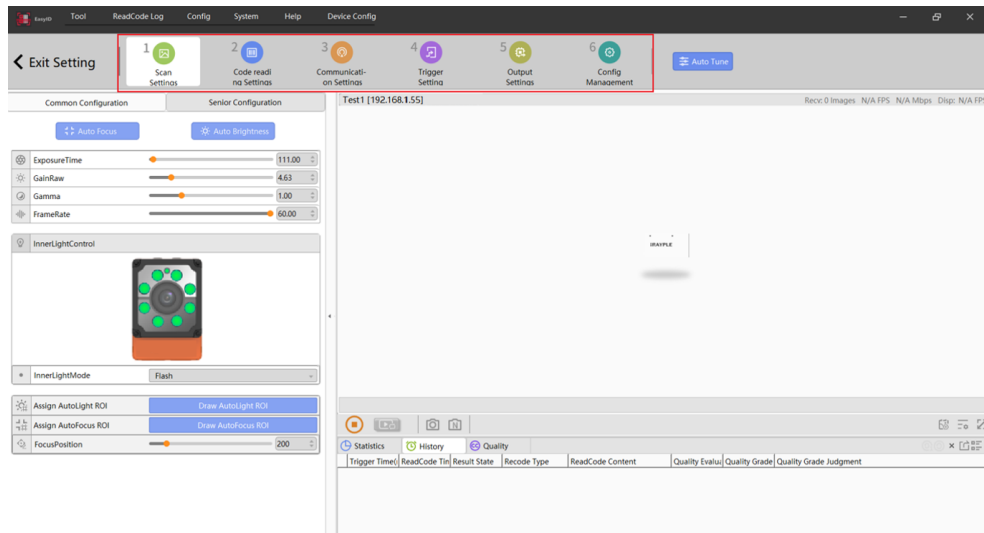 EasyID Tool ReadCode Log Config System Help Device Config
Exit Setting
1 Scan Settings
2 Code readi
ng Settings
3 Communicati-
on Settings
4 Trigger
Setting
5 Output
Settings
6 Config
Management
Auto Tune
Common Configuration Senior Configuration
Auto Focus Auto Brightness
ExposureTime 111.00
GainRaw 4.63
Gamma 1.00
FrameRate 60.00
InnerLightControl
InnerLightMode Flash
Assign AutoLight ROI Draw AutoLight ROI
Assign AutoFocus ROI Draw AutoFocus ROI
FocusPosition 200
Test1 [192.168.1.55] Recv: 0 Images N/A FPS N/A Mbps Disp: N/A FPS
IRAYPLE
Statistics History Quality
Trigger Time( ReadCode Tin Result State Recode Type ReadCode Content Quality Evalu Quality Grade Quality Grade Judgment